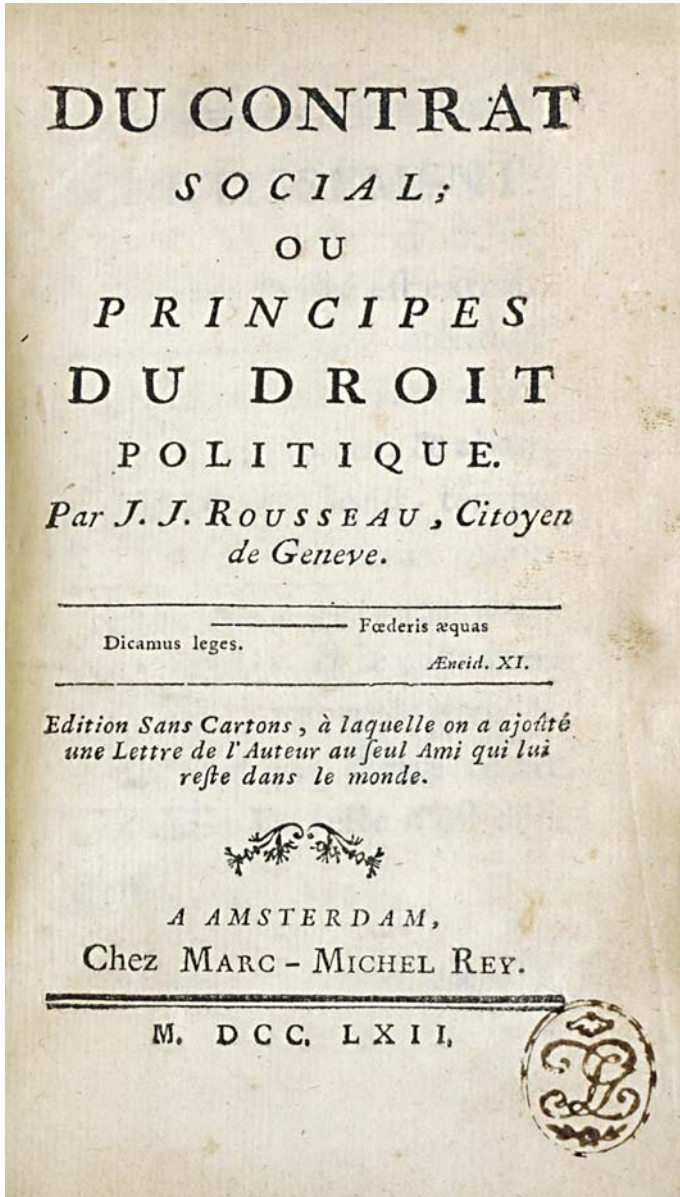 DU CONTRAT
SOCIAL;
OU
PRINCIPES
DU DROIT
POLITIQUE.
Par J. J. ROUSSEAU, Citoyen
de Geneve.
Fœderis æquas
Dicamus leges.
Æneid. XI.
Edition Sans Cartons, à laquelle on a ajoûté
une Lettre de l'Auteur au ſeul Ami qui lui
reſte dans le monde.
A AMSTERDAM,
Chez MARC-MICHEL REY.
M. DCC. LXII.